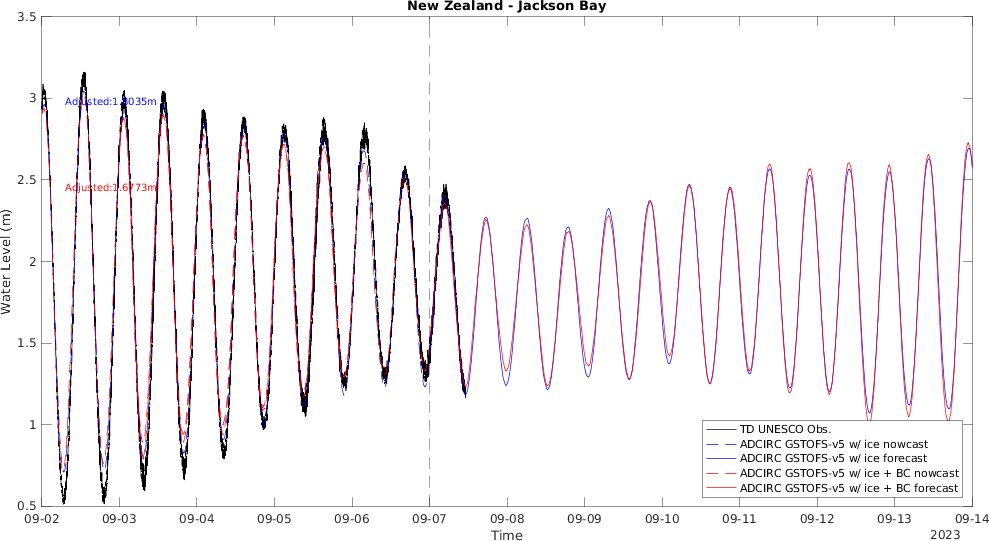 New Zealand - Jackson Bay
3.5
3
2.5
2
1.5
1
0.5
Water Level (m)
Adjusted:1.8035m
Adjusted:1.6773m
TD UNESCO Obs.
ADCIRC GSTOFS-v5 w/ ice nowcast
ADCIRC GSTOFS-v5 w/ ice forecast
ADCIRC GSTOFS-v5 w/ ice + BC nowcast
ADCIRC GSTOFS-v5 w/ ice + BC forecast
09-02 09-03 09-04 09-05 09-06 09-07 09-08 09-09 09-10 09-11 09-12 09-13 09-14
Time
2023